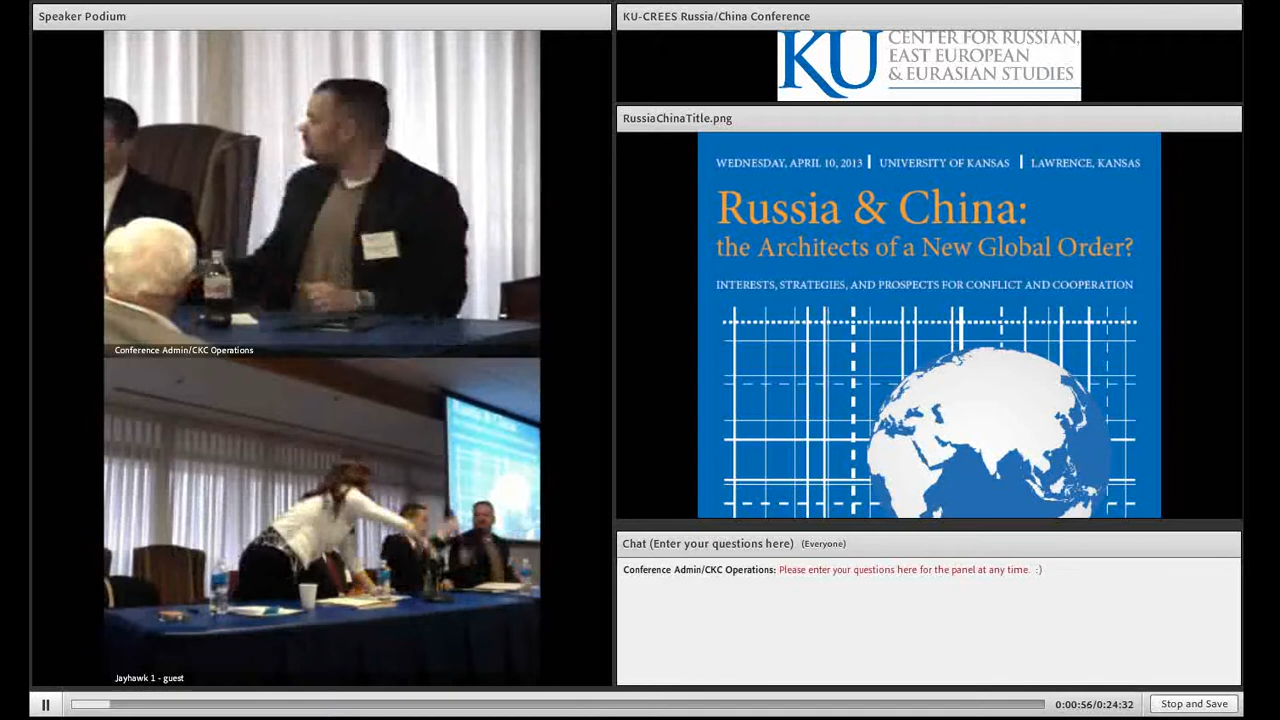 Speaker Podium
Conference Admin/CKC Operations
Russia & China
Jayhawk 1 - guest
KU-CREES Russia/China Conference
KU CENTER FOR RUSSIAN,
EAST EUROPEAN
& EURASIAN STUDIES
RussiaChinaTitle.png
WEDNESDAY, APRIL 10, 2013 | UNIVERSITY OF KANSAS | LAWRENCE, KANSAS
Russia & China:
the Architects of a New Global Order?
INTERESTS, STRATEGIES, AND PROSPECTS FOR CONFLICT AND COOPERATION
Chat (Enter your questions here) (Everyone)
Conference Admin/CKC Operations: Please enter your questions here for the panel at any time. :)
0:00:56/0:24:32
Stop and Save